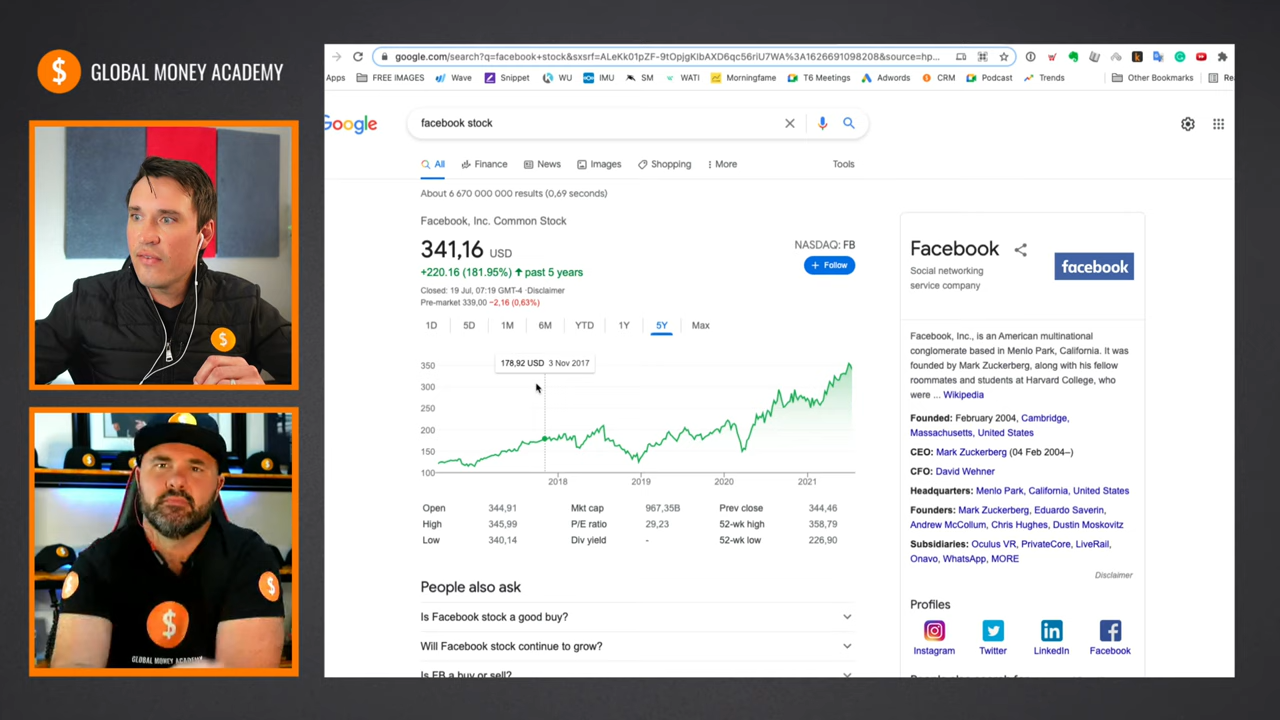 $ GLOBAL MONEY ACADEMY
google.com/search?q=facebook+stock&sxsrf=ALeKk01pZF-9tOpjgKlbAXD6qc56riU7WA%3A1626691098208&source=hp...
Apps FREE IMAGES Wave Snippet WU IMU SM WATI Morningfame T6 Meetings Adwords CRM Podcast Trends Other Bookmarks Rea
Google
facebook stock
All Finance News Images Shopping More Tools
About 6 670 000 000 results (0,69 seconds)
Facebook, Inc. Common Stock
341,16 USD
NASDAQ: FB
+220.16 (181.95%) ↑ past 5 years
+ Follow
Closed: 19 Jul, 07:19 GMT-4 · Disclaimer
Pre-market 339,00 −2,16 (0,63%)
1D 5D 1M 6M YTD 1Y 5Y Max
178,92 USD 3 Nov 2017
350
300
250
200
150
100
2018 2019 2020 2021
Open 344,91 Mkt cap 967,35B Prev close 344,46
High 345,99 P/E ratio 29,23 52-wk high 358,79
Low 340,14 Div yield - 52-wk low 226,90
People also ask
Is Facebook stock a good buy?
Will Facebook stock continue to grow?
Is FB a buy or sell?
Facebook
facebook
Social networking
service company
Facebook, Inc., is an American multinational
conglomerate based in Menlo Park, California. It was
founded by Mark Zuckerberg, along with his fellow
roommates and students at Harvard College, who
were ... Wikipedia
Founded: February 2004, Cambridge,
Massachusetts, United States
CEO: Mark Zuckerberg (04 Feb 2004–)
CFO: David Wehner
Headquarters: Menlo Park, California, United States
Founders: Mark Zuckerberg, Eduardo Saverin,
Andrew McCollum, Chris Hughes, Dustin Moskovitz
Subsidiaries: Oculus VR, PrivateCore, LiveRail,
Onavo, WhatsApp, MORE
Disclaimer
Profiles
Instagram Twitter LinkedIn Facebook
$
$
GLOBAL MONEY ACADEMY